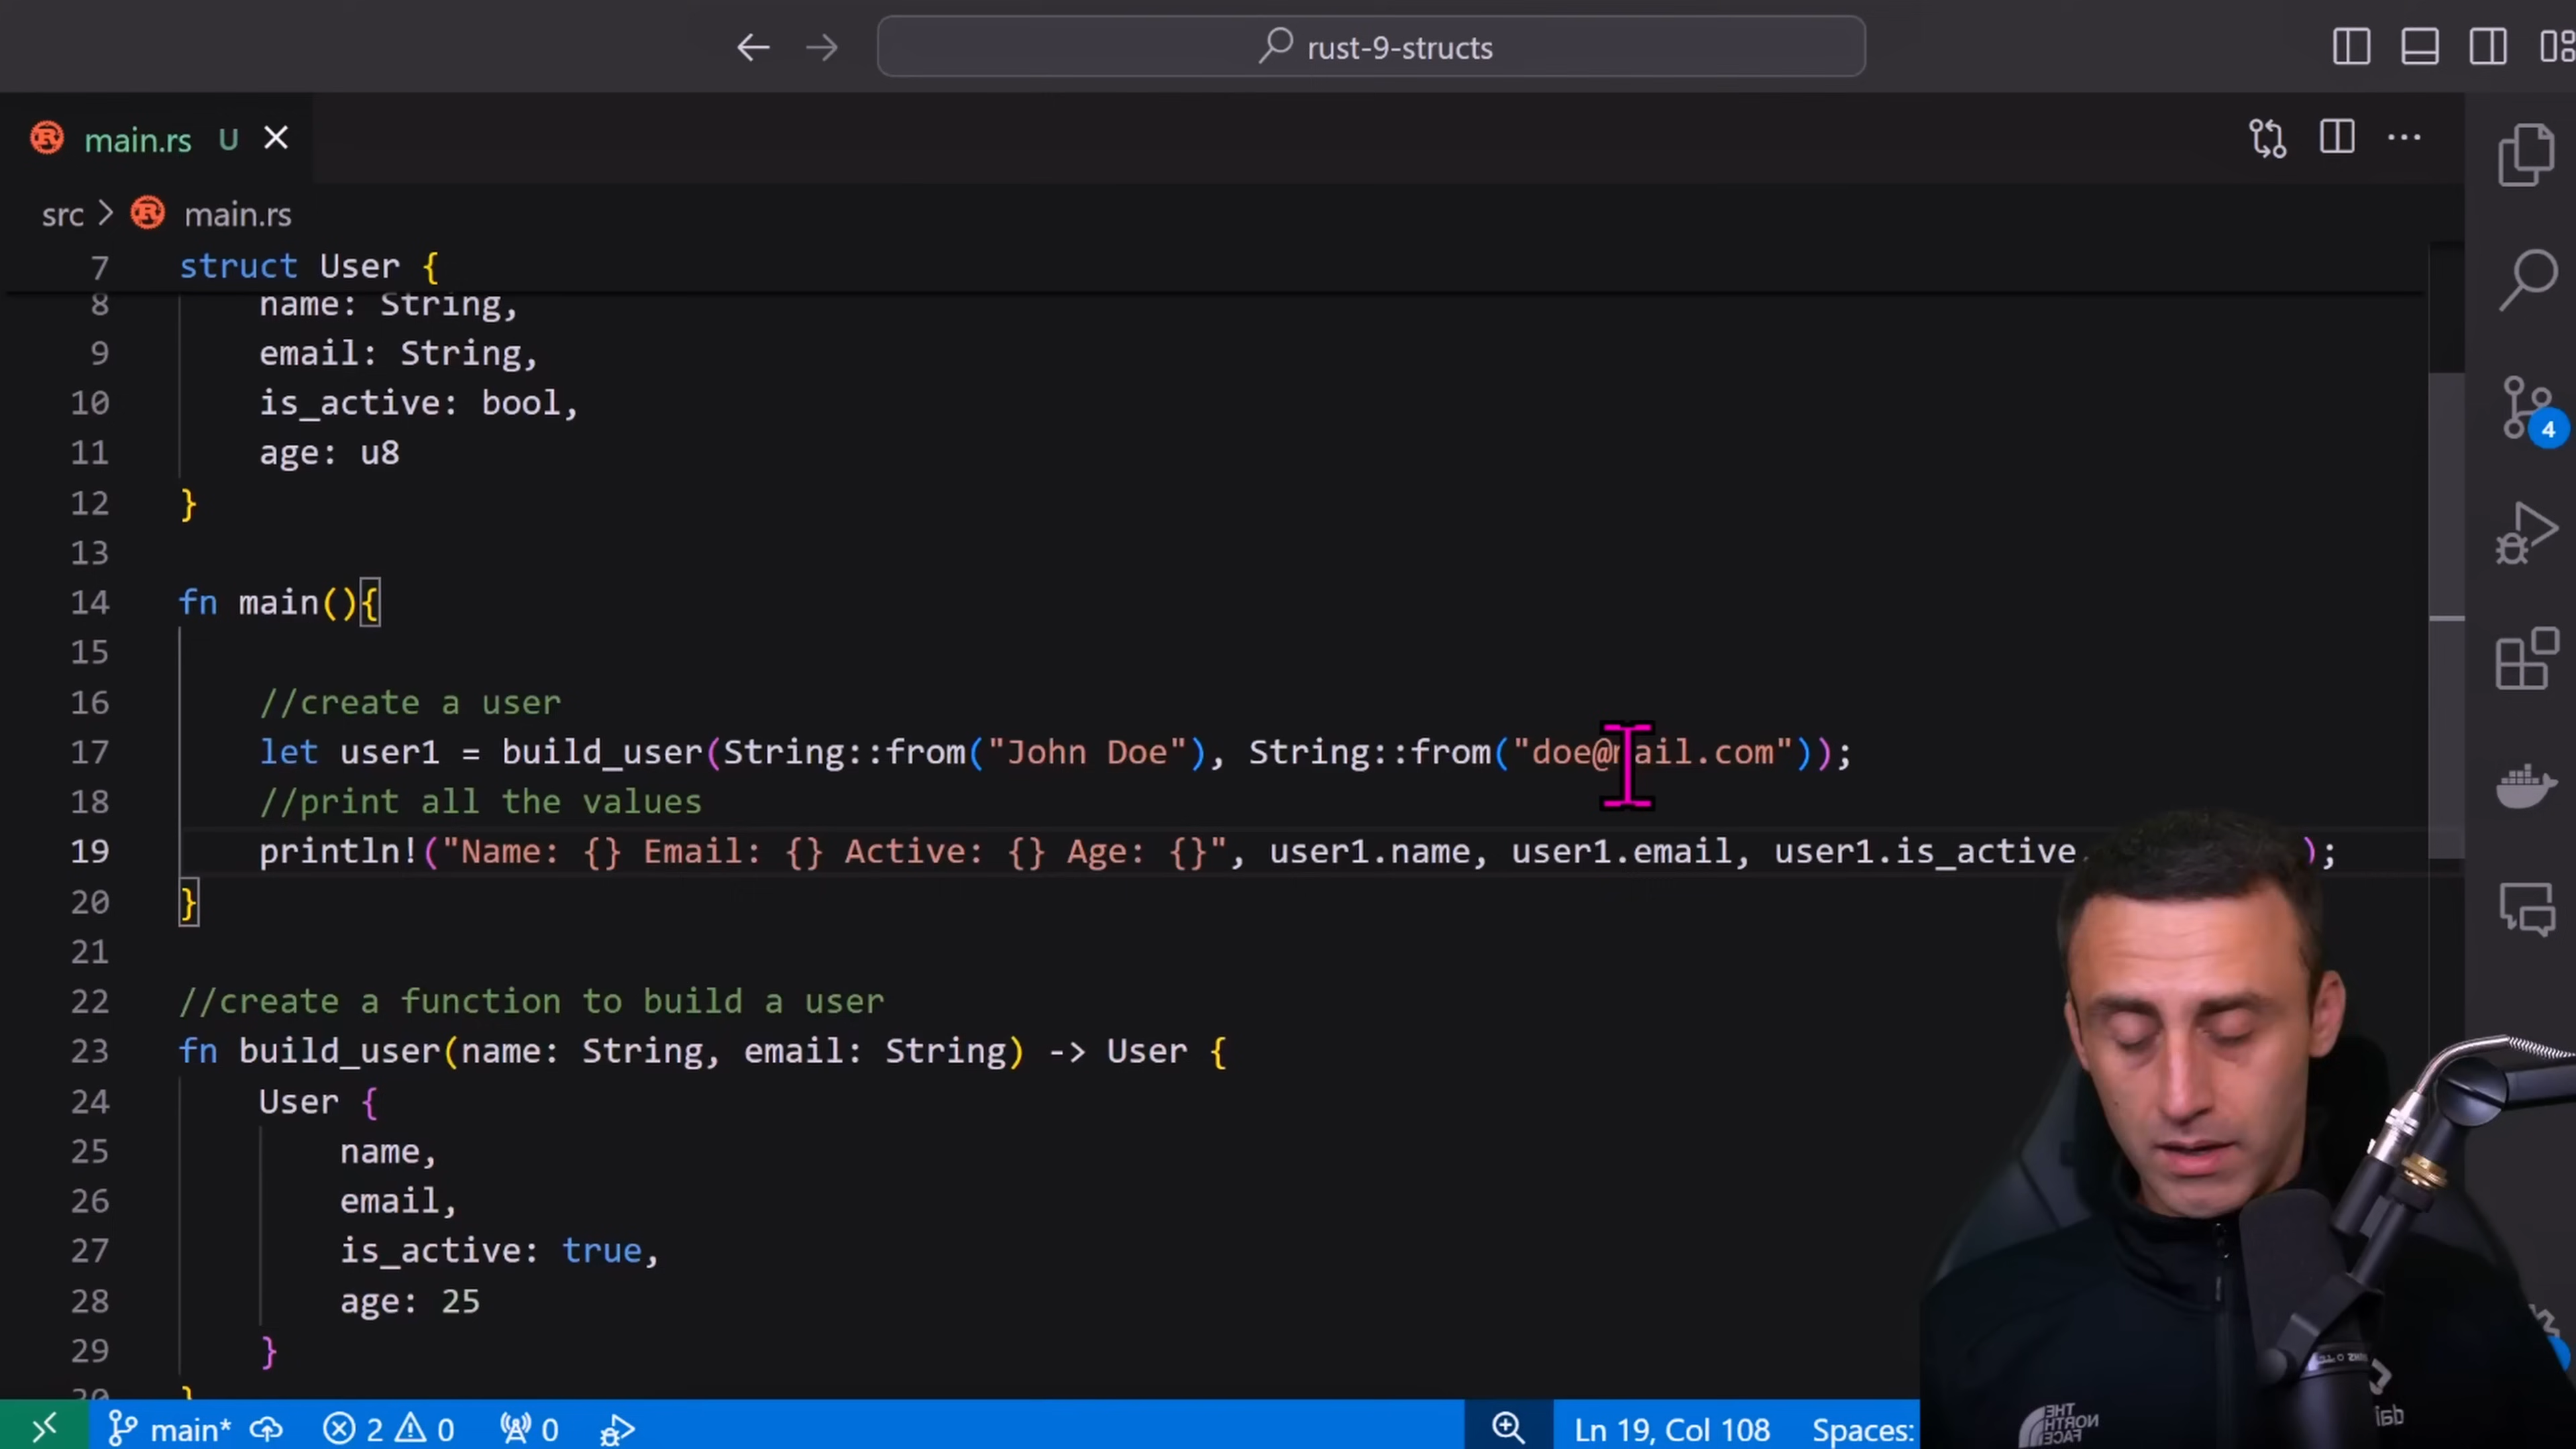 rust-9-structs
main.rs U
src > main.rs
7 struct User {
8 name: String,
9 email: String,
10 is_active: bool,
11 age: u8
12 }
13
14 fn main(){
15
16 //create a user
17 let user1 = build_user(String::from("John Doe"), String::from("doe@mail.com"));
18 //print all the values
19 println!("Name: {} Email: {} Active: {} Age: {}", user1.name, user1.email, user1.is_active, );
20 }
21
22 //create a function to build a user
23 fn build_user(name: String, email: String) -> User {
24 User {
25 name,
26 email,
27 is_active: true,
28 age: 25
29 }
30 }
4
main* 2 0 0 Ln 19, Col 108 Spaces:
THE NORTH FACE